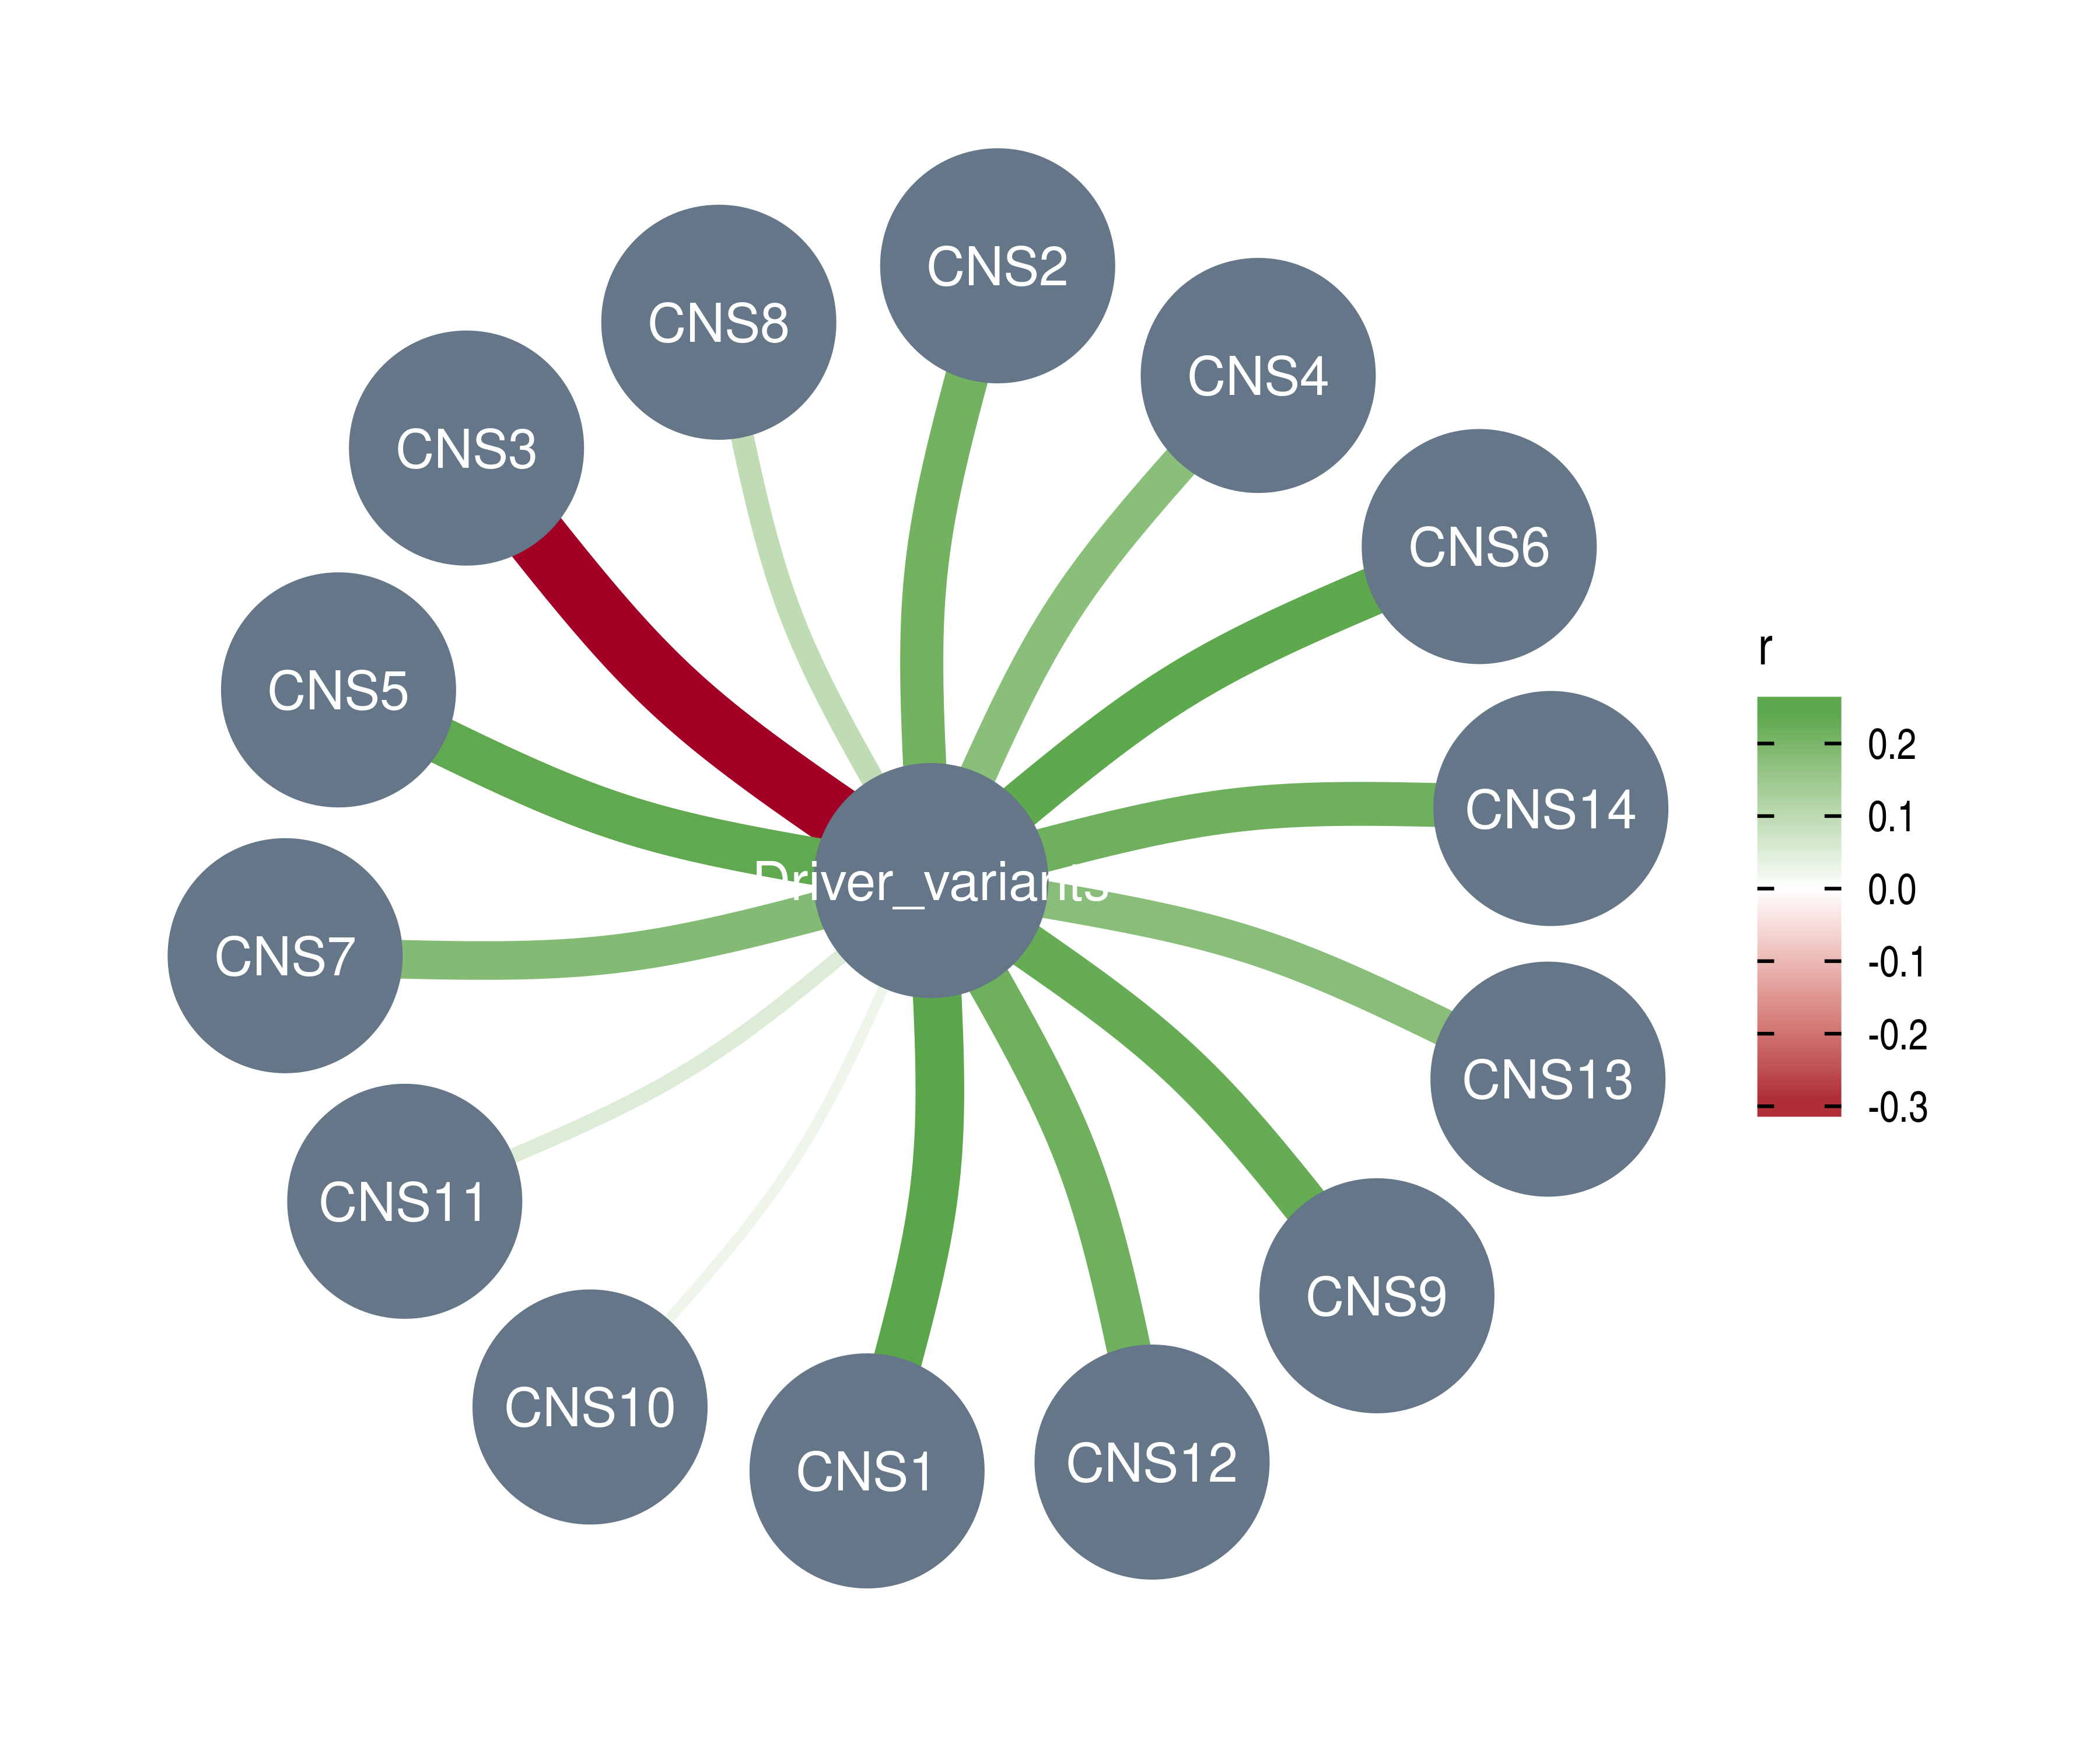 CNS2
CNS8
CNS4
CNS3
CNS6
r
CNS5
0.2
CNS14
0.1
Driver_variants
0.0
CNS7
-0.1
-0.2
CNS13
-0.3
CNS11
CNS9
CNS10
CNS12
CNS1